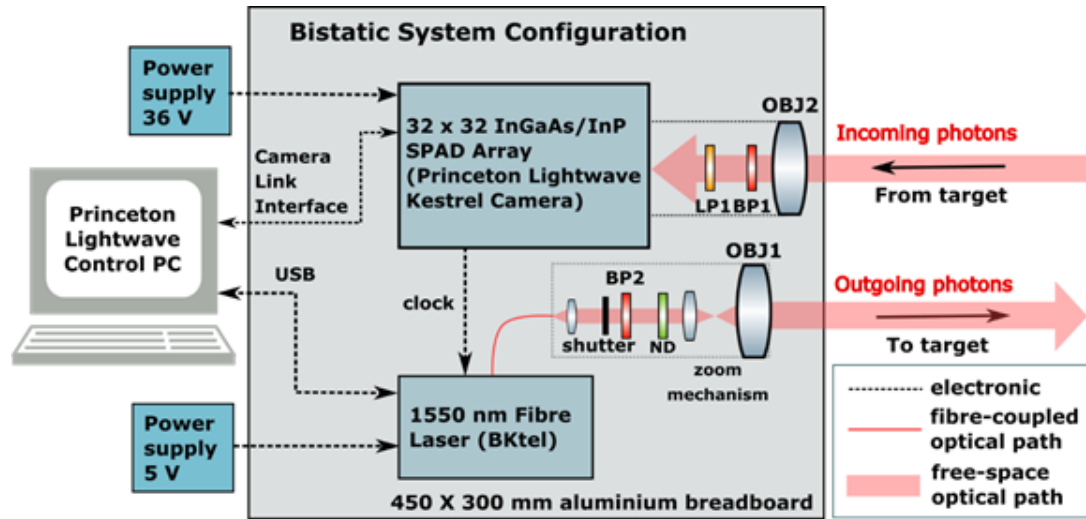 Bistatic System Configuration
Power
supply
36 V
32 x 32 InGaAs/InP
SPAD Array
(Princeton Lightwave
Kestrel Camera)
OBJ2
Incoming photons
From target
LP1
BP1
Camera
Link
Interface
Princeton
Lightwave
Control PC
USB
clock
OBJ1
BP2
shutter
ND
zoom
mechanism
Outgoing photons
To target
1550 nm Fibre
Laser (BKtel)
Power
supply
5 V
450 X 300 mm aluminium breadboard
electronic
fibre-coupled
optical path
free-space
optical path